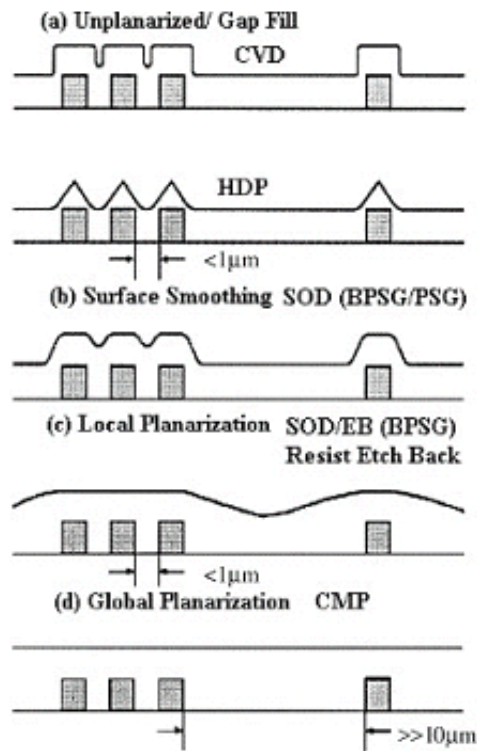 (a) Unplanarized/ Gap Fill
CVD
HDP
<1μm
(b) Surface Smoothing SOD (BPSG/PSG)
(c) Local Planarization SOD/EB (BPSG)
Resist Etch Back
<1μm
(d) Global Planarization CMP
>>10μm